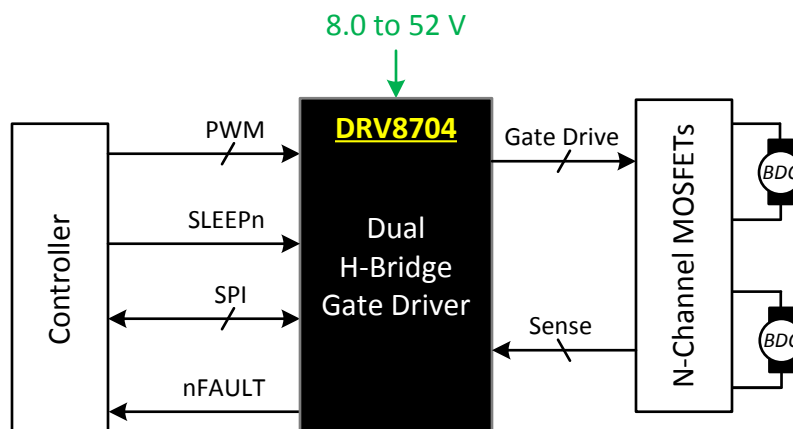 8.0 to 52 V
Controller
PWM
SLEEPn
SPI
nFAULT
DRV8704
Dual
H-Bridge
Gate Driver
Gate Drive
Sense
N-Channel MOSFETs
BDC
BDC